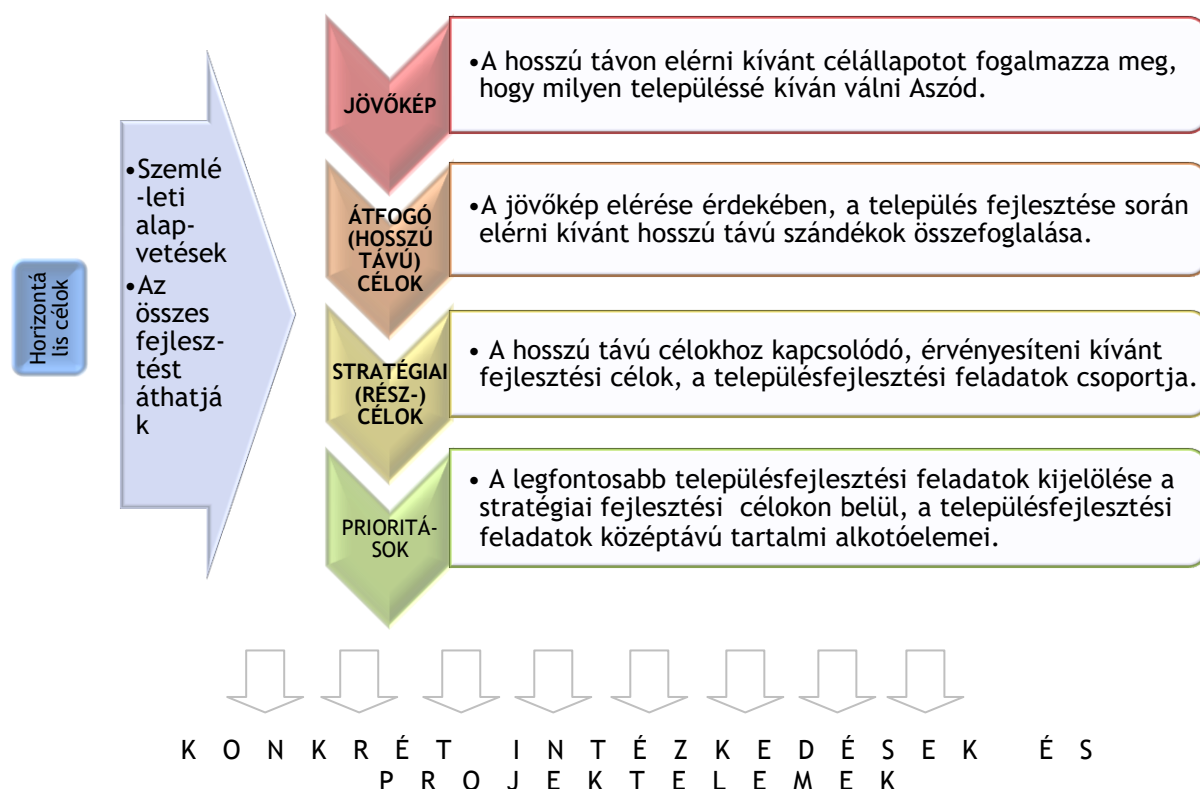 Horizontá
lis célok
•Szemlé
-leti
alap-
vetések
•Az
összes
fejlesz-
tést
áthatjá
k
JÖVŐKÉP
•A hosszú távon elérni kívánt célállapotot fogalmazza meg,
hogy milyen településsé kíván válni Aszód.
ÁTFOGÓ
(HOSSZÚ
TÁVÚ)
CÉLOK
•A jövőkép elérése érdekében, a település fejlesztése során
elérni kívánt hosszú távú szándékok összefoglalása.
STRATÉGIAI
(RÉSZ-)
CÉLOK
• A hosszú távú célokhoz kapcsolódó, érvényesíteni kívánt
fejlesztési célok, a településfejlesztési feladatok csoportja.
PRIORITÁ-
SOK
• A legfontosabb településfejlesztési feladatok kijelölése a
stratégiai fejlesztési célokon belül, a településfejlesztési
feladatok középtávú tartalmi alkotóelemei.
K O N K R É T I N T É Z K E D É S E K É S
P R O J E K T E L E M E K